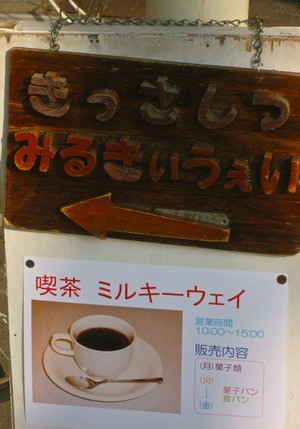 きっさしつ
みるきぃうぇい
喫茶 ミルキーウェイ
営業時間
10:00～15:00
販売内容
(月)菓子類
(火)
菓子パン
食パン
(金)